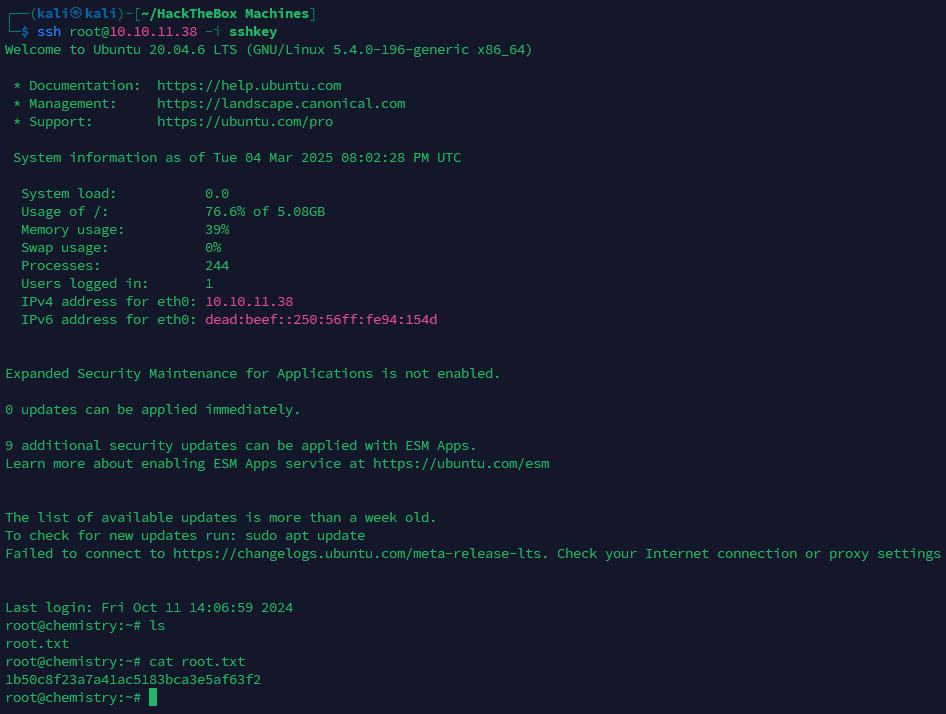 ┌──(kali㉿kali)-[~/HackTheBox Machines]
└─$ ssh root@10.10.11.38 -i sshkey
Welcome to Ubuntu 20.04.6 LTS (GNU/Linux 5.4.0-196-generic x86_64)
* Documentation:  https://help.ubuntu.com
* Management:     https://landscape.canonical.com
* Support:        https://ubuntu.com/pro
System information as of Tue 04 Mar 2025 08:02:28 PM UTC
System load:           0.0
Usage of /:            76.6% of 5.08GB
Memory usage:          39%
Swap usage:            0%
Processes:             244
Users logged in:       1
IPv4 address for eth0: 10.10.11.38
IPv6 address for eth0: dead:beef::250:56ff:fe94:154d
Expanded Security Maintenance for Applications is not enabled.
0 updates can be applied immediately.
9 additional security updates can be applied with ESM Apps.
Learn more about enabling ESM Apps service at https://ubuntu.com/esm
The list of available updates is more than a week old.
To check for new updates run: sudo apt update
Failed to connect to https://changelogs.ubuntu.com/meta-release-lts. Check your Internet connection or proxy settings
Last login: Fri Oct 11 14:06:59 2024
root@chemistry:~# ls
root.txt
root@chemistry:~# cat root.txt
1b50c8f23a7a41ac5183bca3e5af63f2
root@chemistry:~#